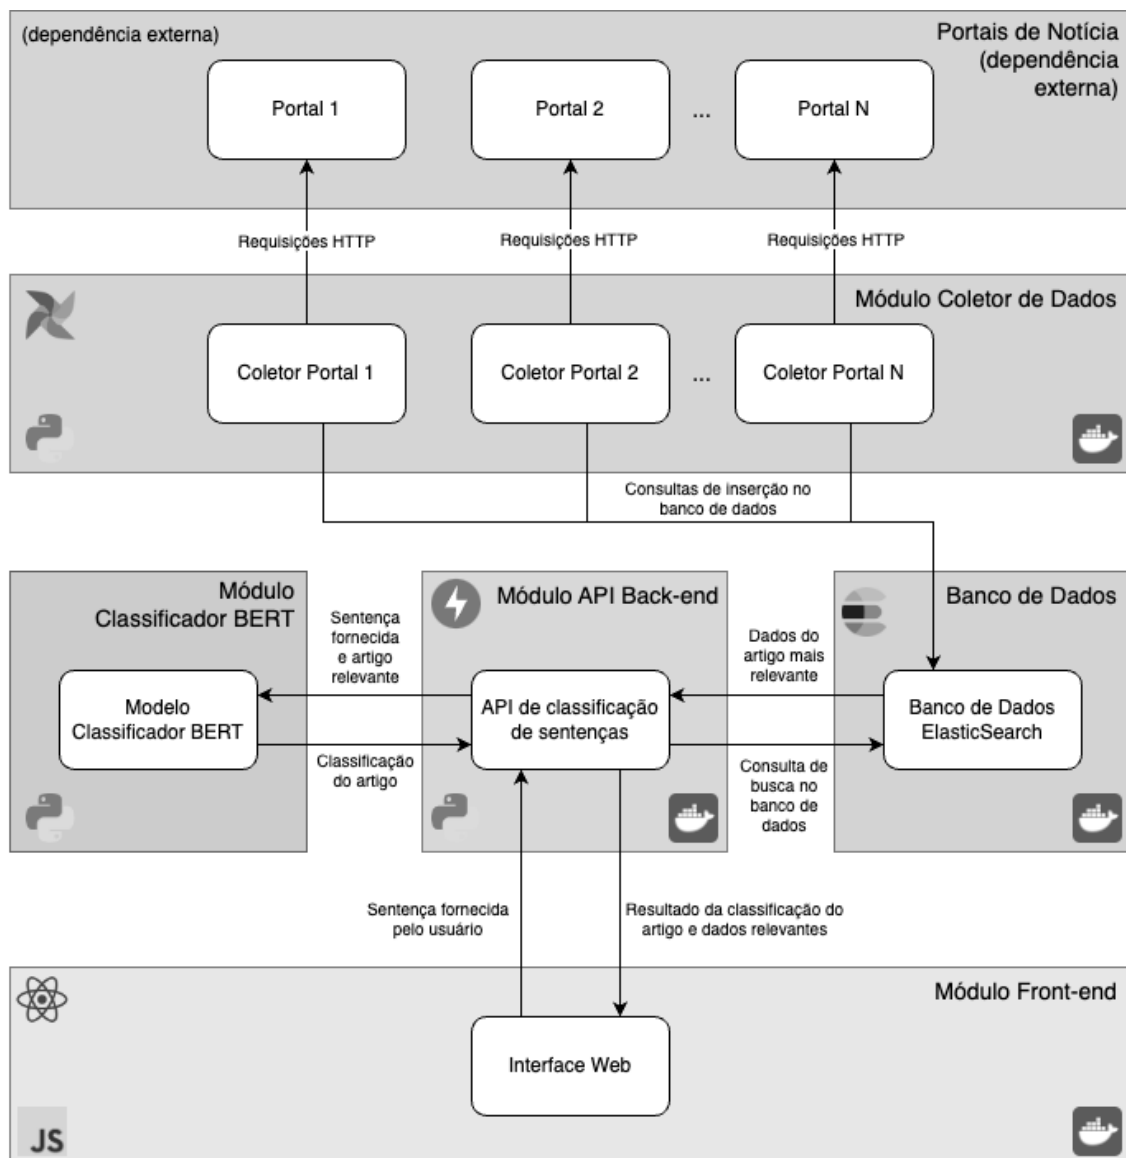 (dependência externa)
Portais de Notícia
(dependência
externa)
Portal 1
Portal 2
...
Portal N
Requisições HTTP
Requisições HTTP
Requisições HTTP
Módulo Coletor de Dados
Coletor Portal 1
Coletor Portal 2
...
Coletor Portal N
Consultas de inserção no
banco de dados
Módulo
Classificador BERT
Sentença
fornecida
e artigo
relevante
Módulo API Back-end
Dados do
artigo mais
relevante
Banco de Dados
Modelo
Classificador BERT
API de classificação
de sentenças
Banco de Dados
ElasticSearch
Classificação
do artigo
Consulta de
busca no
banco de
dados
Sentença fornecida
pelo usuário
Resultado da classificação do
artigo e dados relevantes
Módulo Front-end
Interface Web
JS